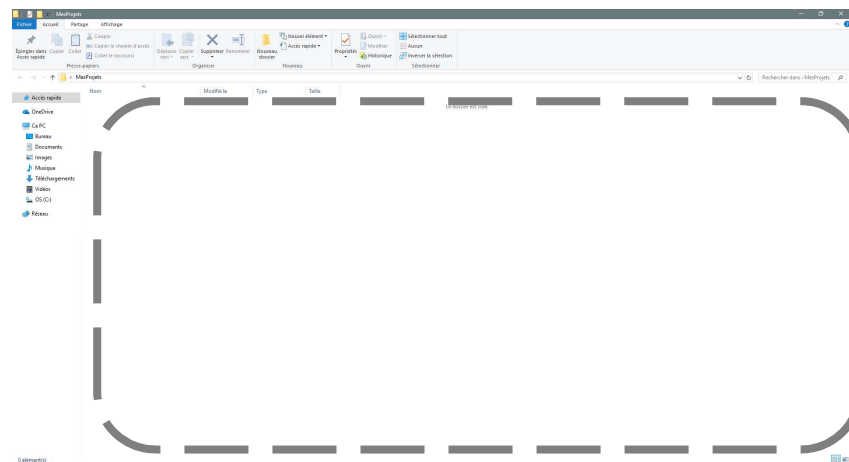 MesProjets
Fichier Accueil Partage Affichage
Épingler dans Accès rapide
Copier
Coller
Couper
Copier le chemin d'accès
Coller le raccourci
Déplacer vers
Copier vers
Supprimer
Renommer
Nouveau dossier
Nouvel élément
Accès rapide
Propriétés
Ouvrir
Modifier
Historique
Sélectionner tout
Aucun
Inverser la sélection
Presse-papiers Organiser Nouveau Ouvrir Sélectionner
MesProjets
Rechercher dans : MesProjets
Nom Modifié le Type Taille
Le dossier est vide.
Accès rapide
OneDrive
Ce PC
Bureau
Documents
Images
Musique
Téléchargements
Vidéos
OS (C:)
Réseau
0 élément(s)